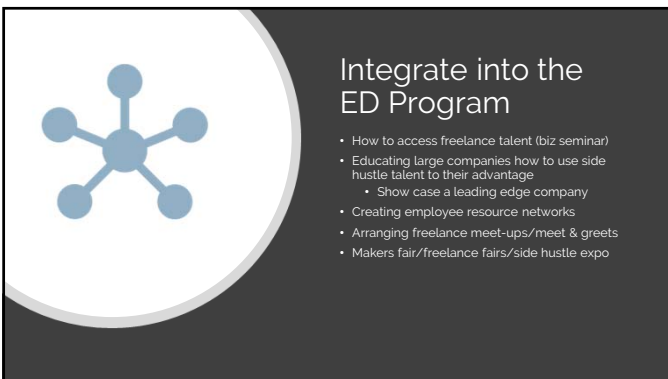 Integrate into the
ED Program
• How to access freelance talent (biz seminar)
• Educating large companies how to use side
hustle talent to their advantage
• Show case a leading edge company
• Creating employee resource networks
• Arranging freelance meet-ups/meet & greets
• Makers fair/freelance fairs/side hustle expo